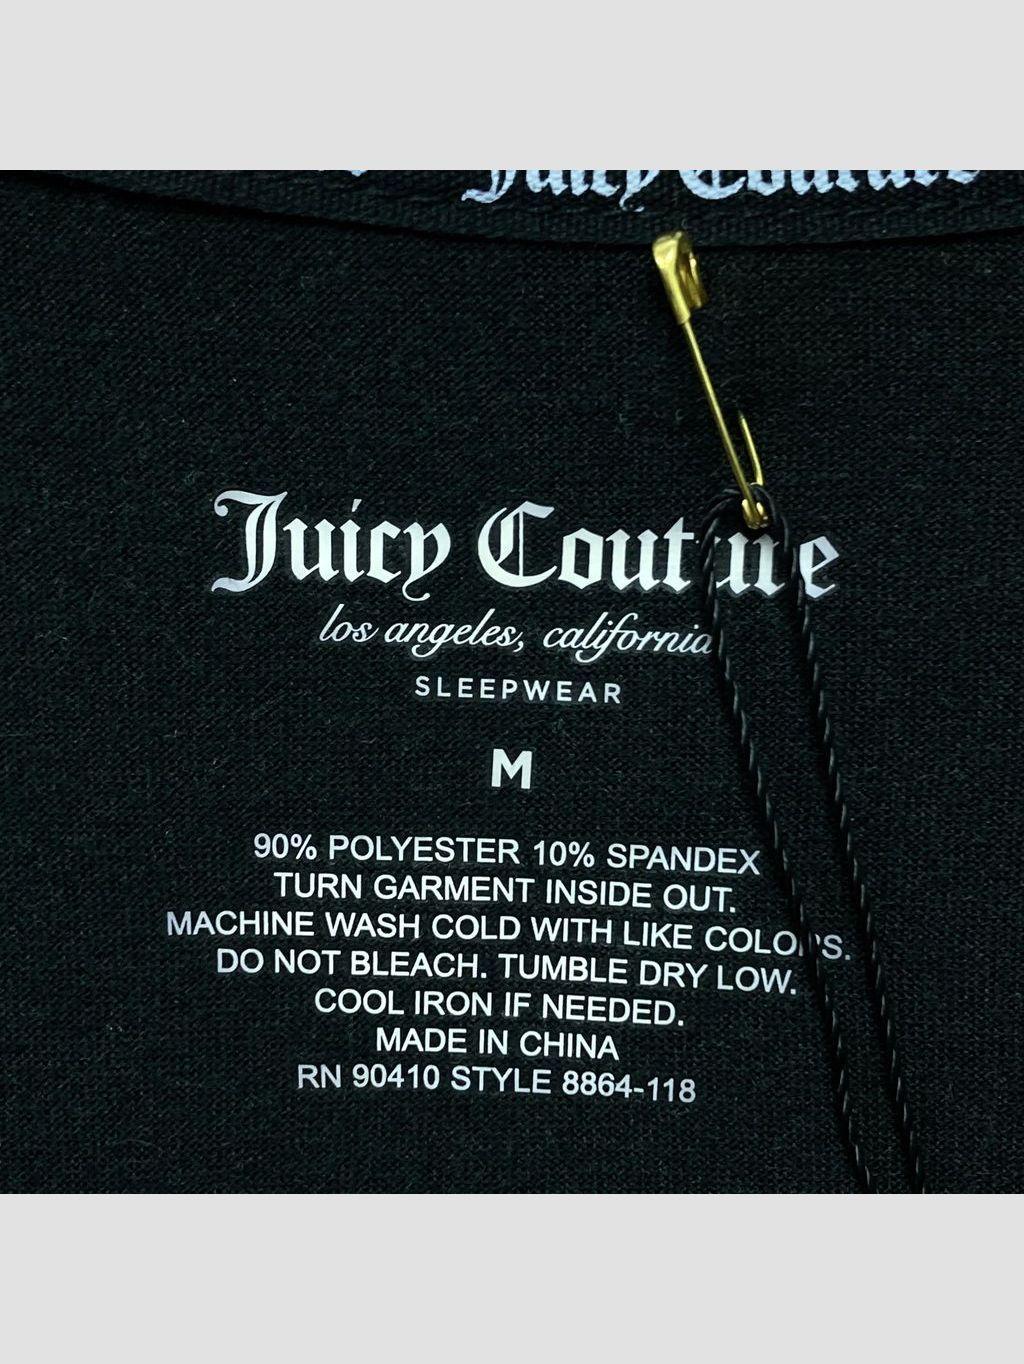 Juicy Couture
Juicy Couture
los angeles, california
SLEEPWEAR
M
90% POLYESTER 10% SPANDEX
TURN GARMENT INSIDE OUT.
MACHINE WASH COLD WITH LIKE COLORS.
DO NOT BLEACH. TUMBLE DRY LOW.
COOL IRON IF NEEDED.
MADE IN CHINA
RN 90410 STYLE 8864-118